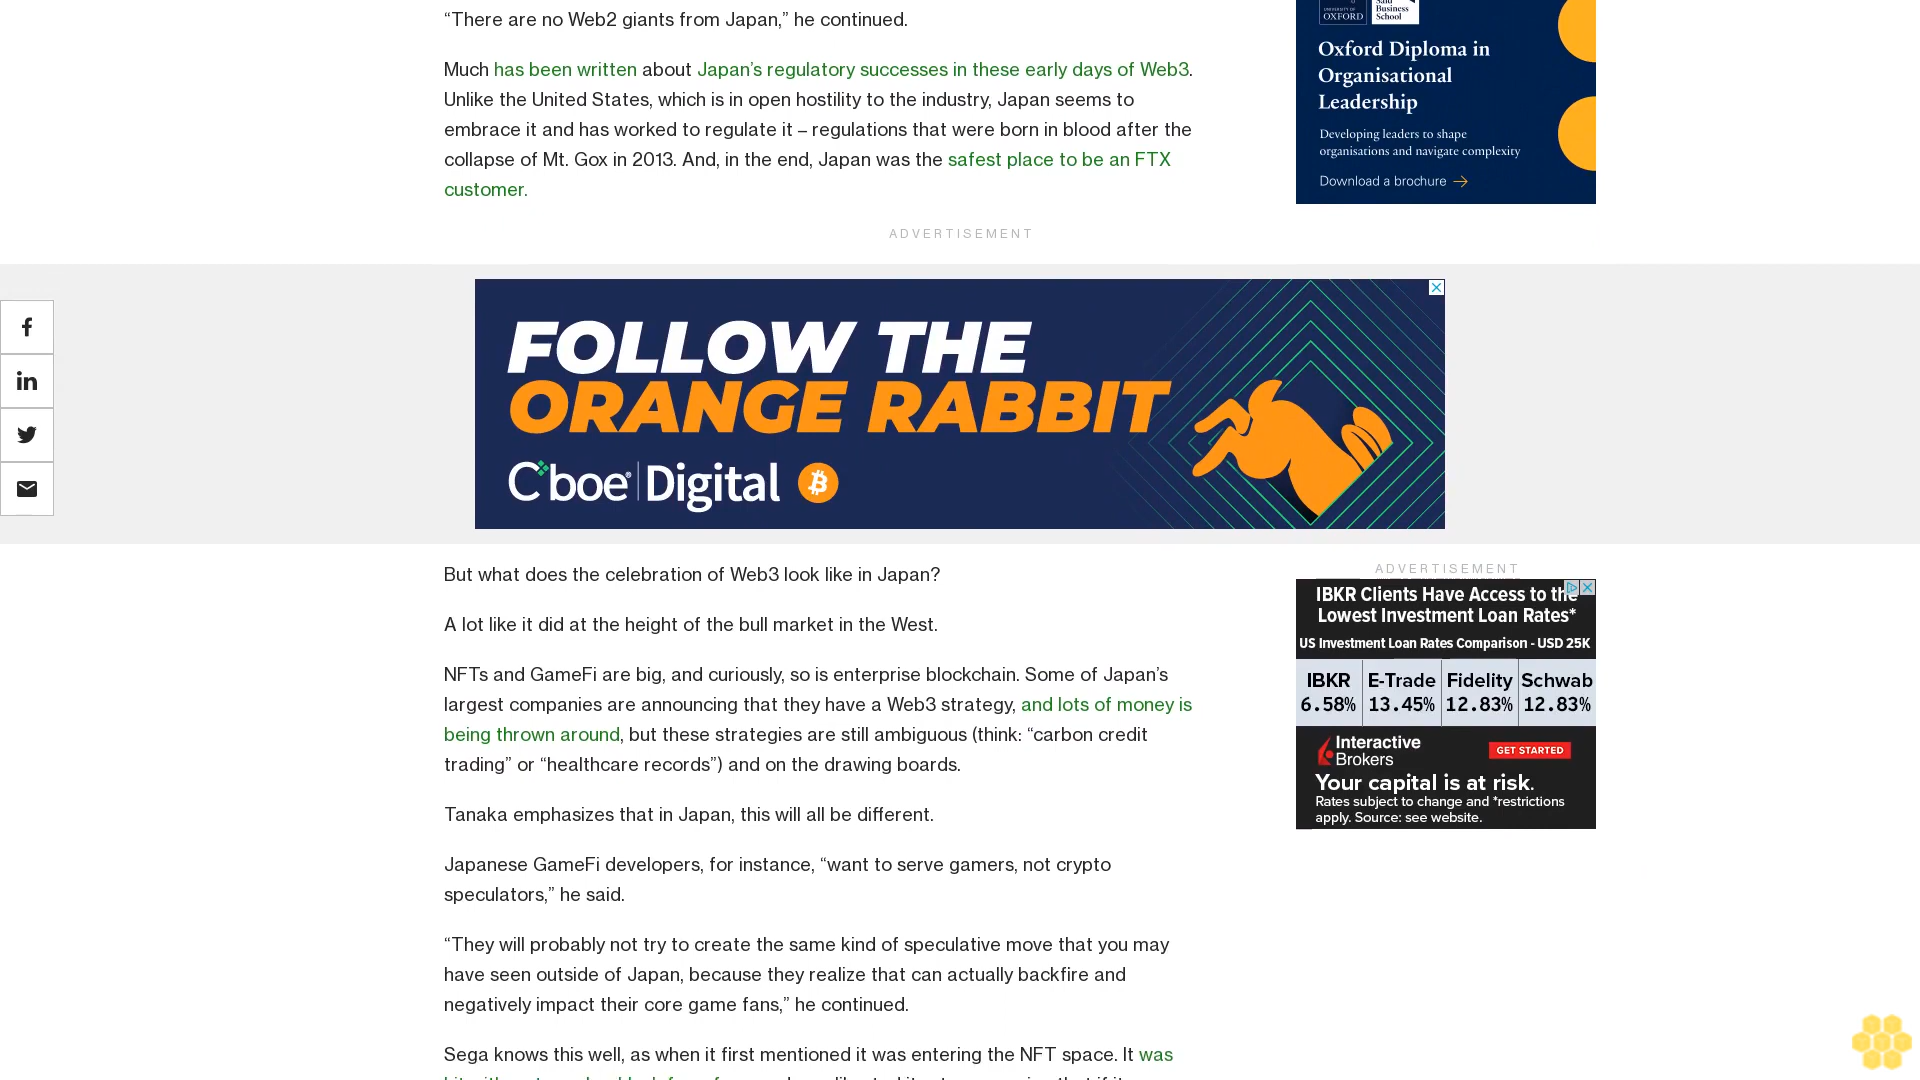 “There are no Web2 giants from Japan,” he continued.
Much has been written about Japan’s regulatory successes in these early days of Web3.
Unlike the United States, which is in open hostility to the industry, Japan seems to
embrace it and has worked to regulate it – regulations that were born in blood after the
collapse of Mt. Gox in 2013. And, in the end, Japan was the safest place to be an FTX
customer.
UNIVERSITY OF
OXFORD
Business
School
Oxford Diploma in
Organisational
Leadership
Developing leaders to shape
organisations and navigate complexity
Download a brochure →
ADVERTISEMENT
FOLLOW THE
ORANGE RABBIT
Cboe® | Digital
But what does the celebration of Web3 look like in Japan?
A lot like it did at the height of the bull market in the West.
NFTs and GameFi are big, and curiously, so is enterprise blockchain. Some of Japan’s
largest companies are announcing that they have a Web3 strategy, and lots of money is
being thrown around, but these strategies are still ambiguous (think: “carbon credit
trading” or “healthcare records”) and on the drawing boards.
Tanaka emphasizes that in Japan, this will all be different.
Japanese GameFi developers, for instance, “want to serve gamers, not crypto
speculators,” he said.
“They will probably not try to create the same kind of speculative move that you may
have seen outside of Japan, because they realize that can actually backfire and
negatively impact their core game fans,” he continued.
Sega knows this well, as when it first mentioned it was entering the NFT space. It was
ADVERTISEMENT
IBKR Clients Have Access to the
Lowest Investment Loan Rates*
US Investment Loan Rates Comparison - USD 25K
IBKR E-Trade Fidelity Schwab
6.58% 13.45% 12.83% 12.83%
Interactive
Brokers
GET STARTED
Your capital is at risk.
Rates subject to change and *restrictions
apply. Source: see website.